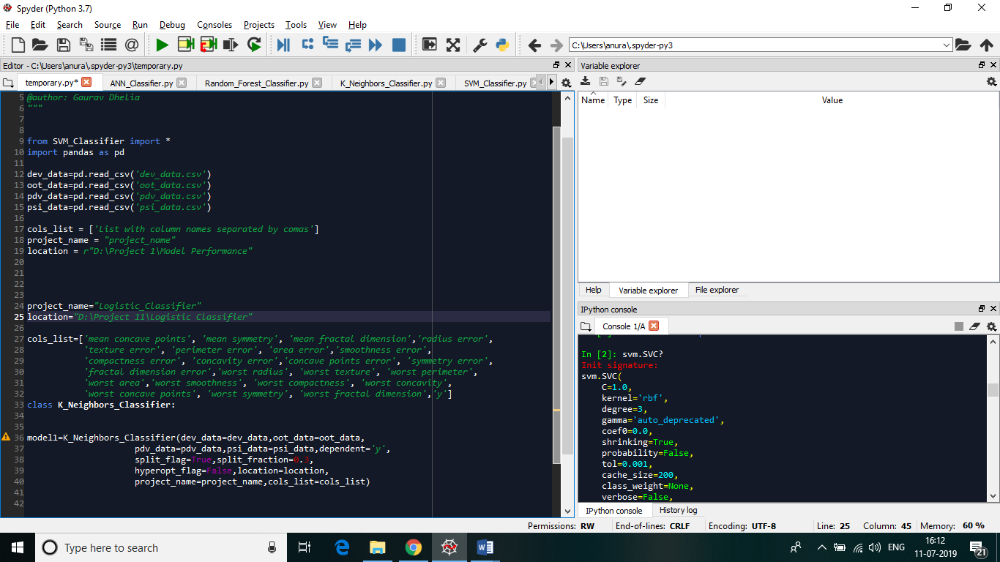 Spyder (Python 3.7)
File Edit Search Source Run Debug Consoles Projects Tools View Help
C:\Users\anura\.spyder-py3
Editor - C:\Users\anura\.spyder-py3\temporary.py
temporary.py* ANN_Classifier.py Random_Forest_Classifier.py K_Neighbors_Classifier.py SVM_Classifier.py
5 @author: Gaurav Dhelia
6 """
7
8
9 from SVM_Classifier import *
10 import pandas as pd
11
12 dev_data=pd.read_csv('dev_data.csv')
13 oot_data=pd.read_csv('oot_data.csv')
14 pdv_data=pd.read_csv('pdv_data.csv')
15 psi_data=pd.read_csv('psi_data.csv')
16
17 cols_list = ['List with column names separated by comas']
18 project_name = "project_name"
19 location = r"D:\Project 1\Model Performance"
20
21
22
23
24 project_name="Logistic_Classifier"
25 location="D:\Project 11\Logistic Classifier"
26
27 cols_list=['mean concave points', 'mean symmetry', 'mean fractal dimension','radius error',
28 'texture error', 'perimeter error', 'area error','smoothness error',
29 'compactness error', 'concavity error','concave points error', 'symmetry error',
30 'fractal dimension error','worst radius', 'worst texture', 'worst perimeter',
31 'worst area','worst smoothness', 'worst compactness', 'worst concavity',
32 'worst concave points', 'worst symmetry', 'worst fractal dimension','y']
33 class K_Neighbors_Classifier:
34
35
36 model1=K_Neighbors_Classifier(dev_data=dev_data,oot_data=oot_data,
37 pdv_data=pdv_data,psi_data=psi_data,dependent='y',
38 split_flag=True,split_fraction=0.3,
39 hyperopt_flag=False,location=location,
40 project_name=project_name,cols_list=cols_list)
41
42
Variable explorer
Name Type Size Value
Help Variable explorer File explorer
IPython console
Console 1/A
In [2]: svm.SVC?
Init signature:
svm.SVC(
C=1.0,
kernel='rbf',
degree=3,
gamma='auto_deprecated',
coef0=0.0,
shrinking=True,
probability=False,
tol=0.001,
cache_size=200,
class_weight=None,
verbose=False,
IPython console History log
Permissions: RW End-of-lines: CRLF Encoding: UTF-8 Line: 25 Column: 45 Memory: 60 %
Type here to search
ENG
16:12
11-07-2019
21